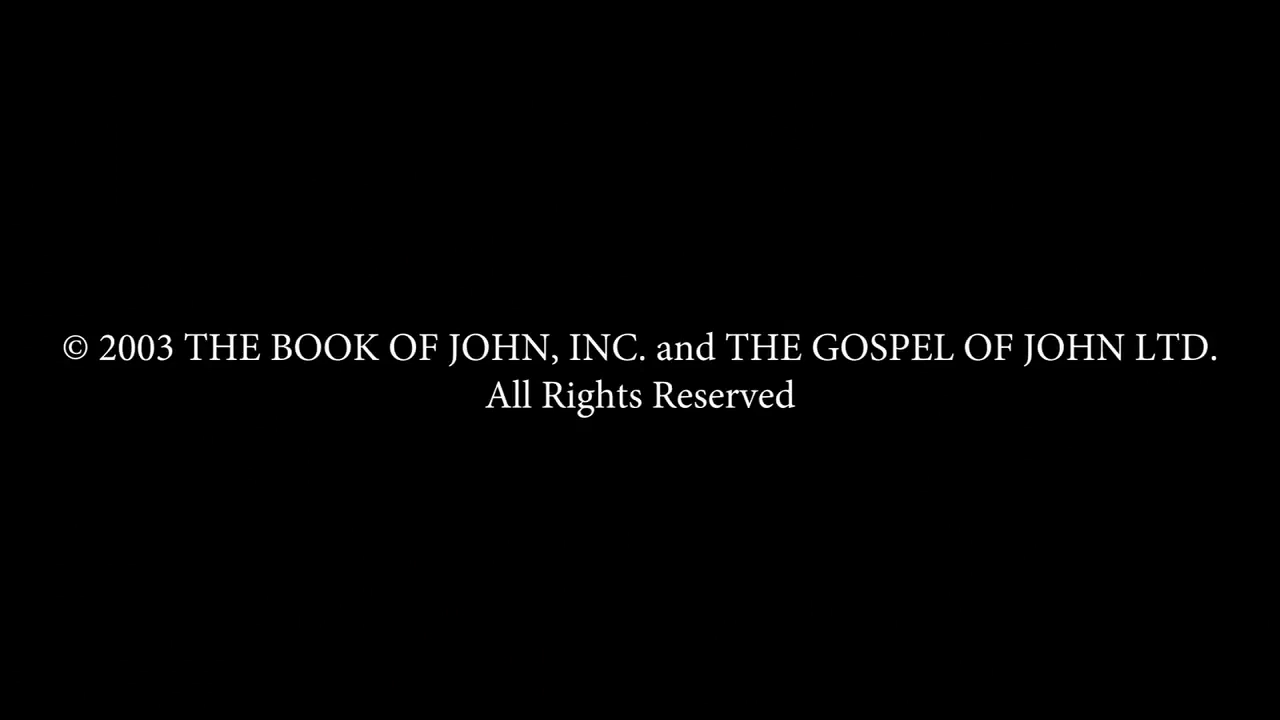 © 2003 THE BOOK OF JOHN, INC. and THE GOSPEL OF JOHN LTD.
All Rights Reserved